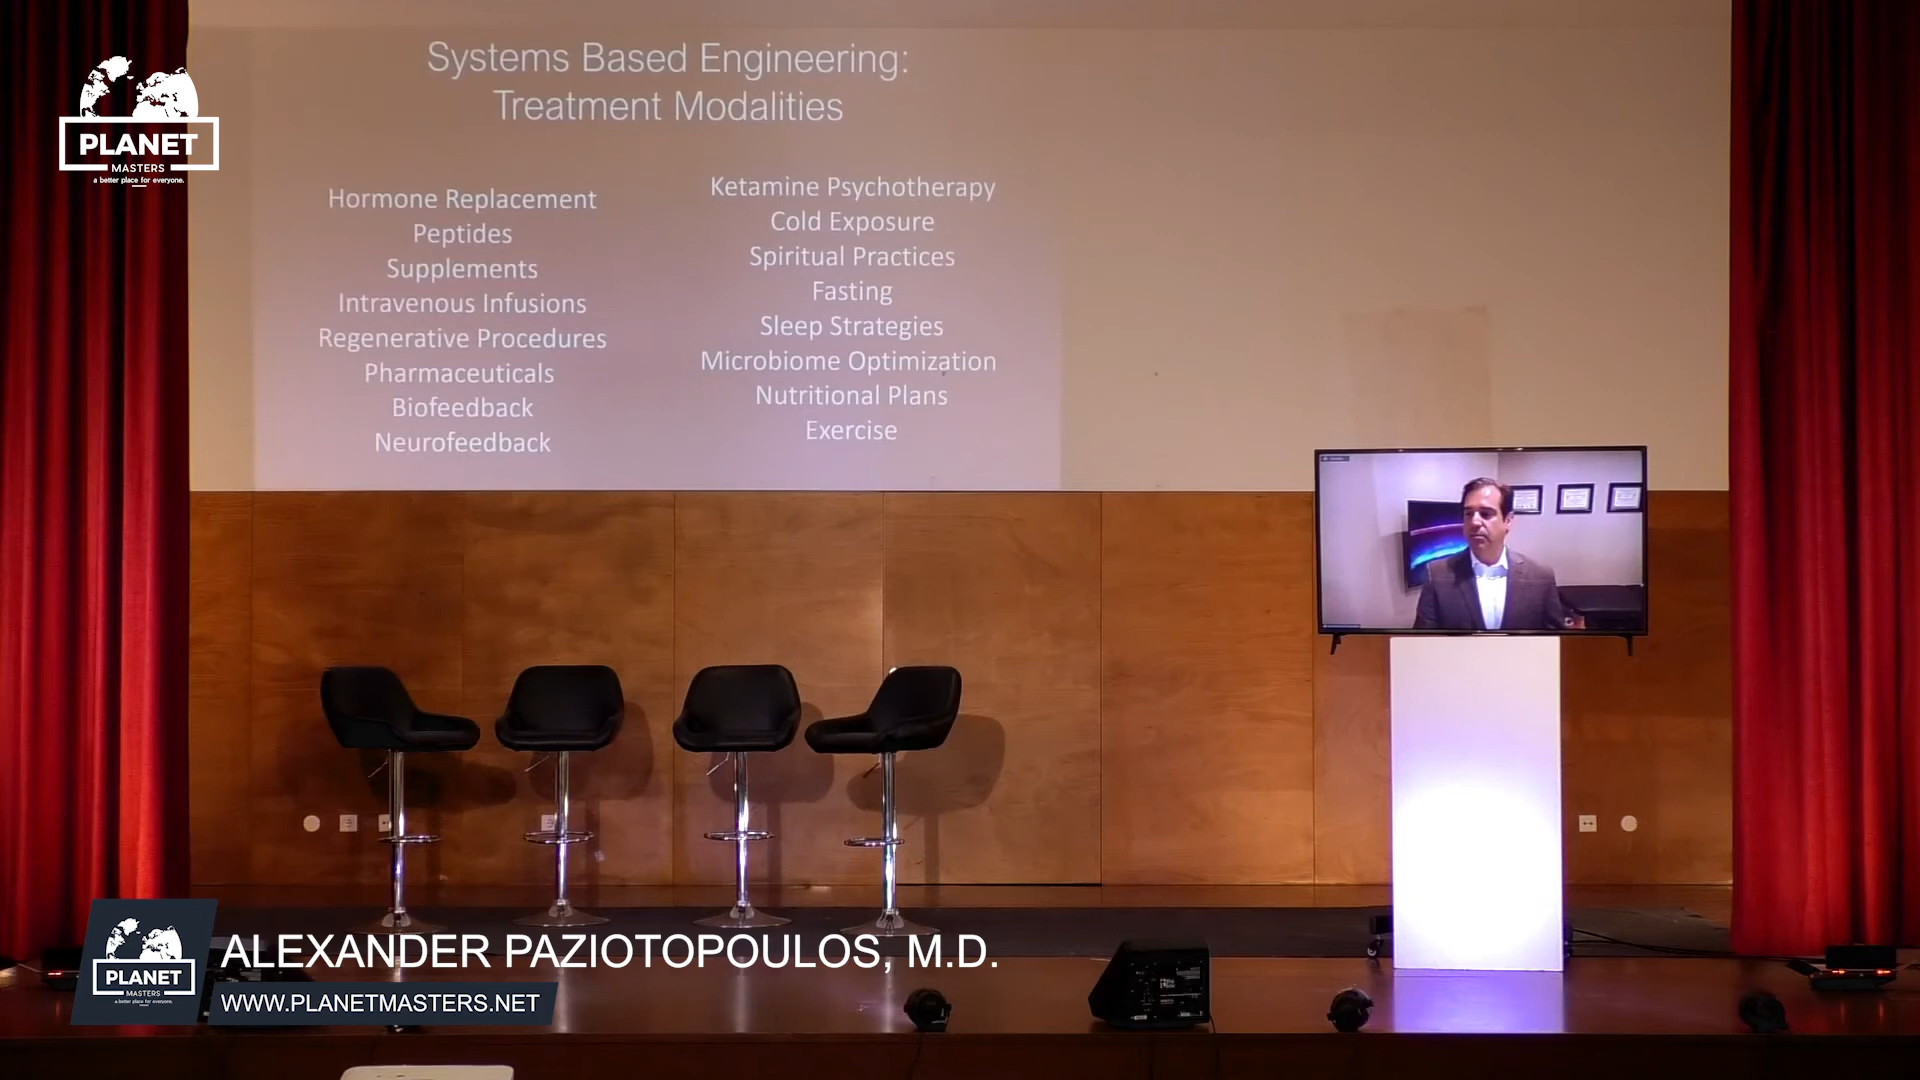 PLANET
MASTERS
a better place for everyone.
Systems Based Engineering:
Treatment Modalities
Hormone Replacement
Peptides
Supplements
Intravenous Infusions
Regenerative Procedures
Pharmaceuticals
Biofeedback
Neurofeedback
Ketamine Psychotherapy
Cold Exposure
Spiritual Practices
Fasting
Sleep Strategies
Microbiome Optimization
Nutritional Plans
Exercise
PLANET
MASTERS
a better place for everyone.
ALEXANDER PAZIOTOPOULOS, M.D.
WWW.PLANETMASTERS.NET